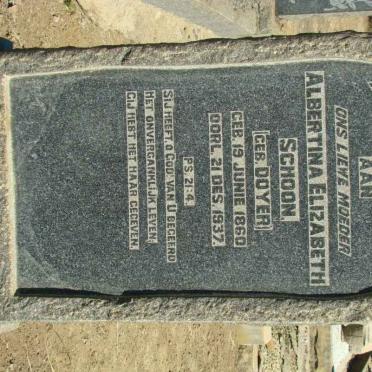 AAN
ONS LIEWE MOEDER
ALBERTINA ELIZABETH
SCHOON
(GEB. DOYER)
GEB. 19 JUNIE 1860
OORL. 21 DES. 1937.
PS. 21:4.
SIJ HEEFT O GOD VAN U BEGEERD
HET ONVERGANKLIJK LEVEN,
GIJ HEBT HET HAAR GEGEVEN